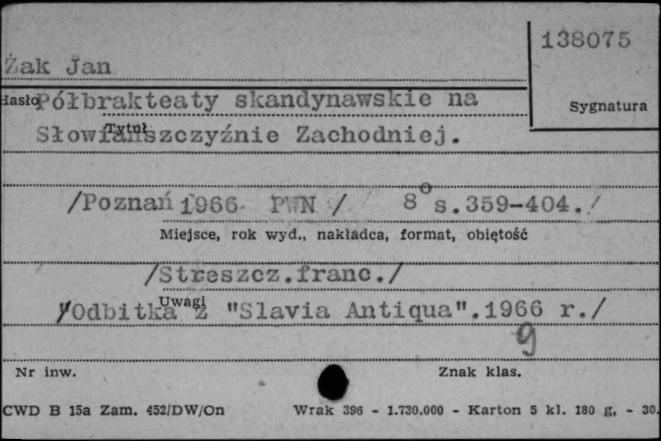 138075
Żak Jan
Hasło
Półbrakteaty skandynawskie na
Sygnatura
Tytuł
Słowiańszczyźnie Zachodniej.
/Poznań 1966 PWN / 8° s.359-404./
Miejsce, rok wyd., nakładca, format, objętość
/Streszcz.franc./
Uwagi
/Odbitka z "Slavia Antiqua".1966 r./
9
Nr inw.
Znak klas.
CWD B 15a Zam. 452/DW/On Wrak 396 - 1.730.000 - Karton 5 kl. 180 g. - 30.